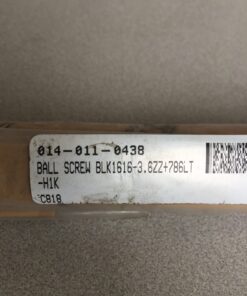 014-011-0438
BALL SCREW BLK1616-3.6ZZ+786LT
-H1K
C818